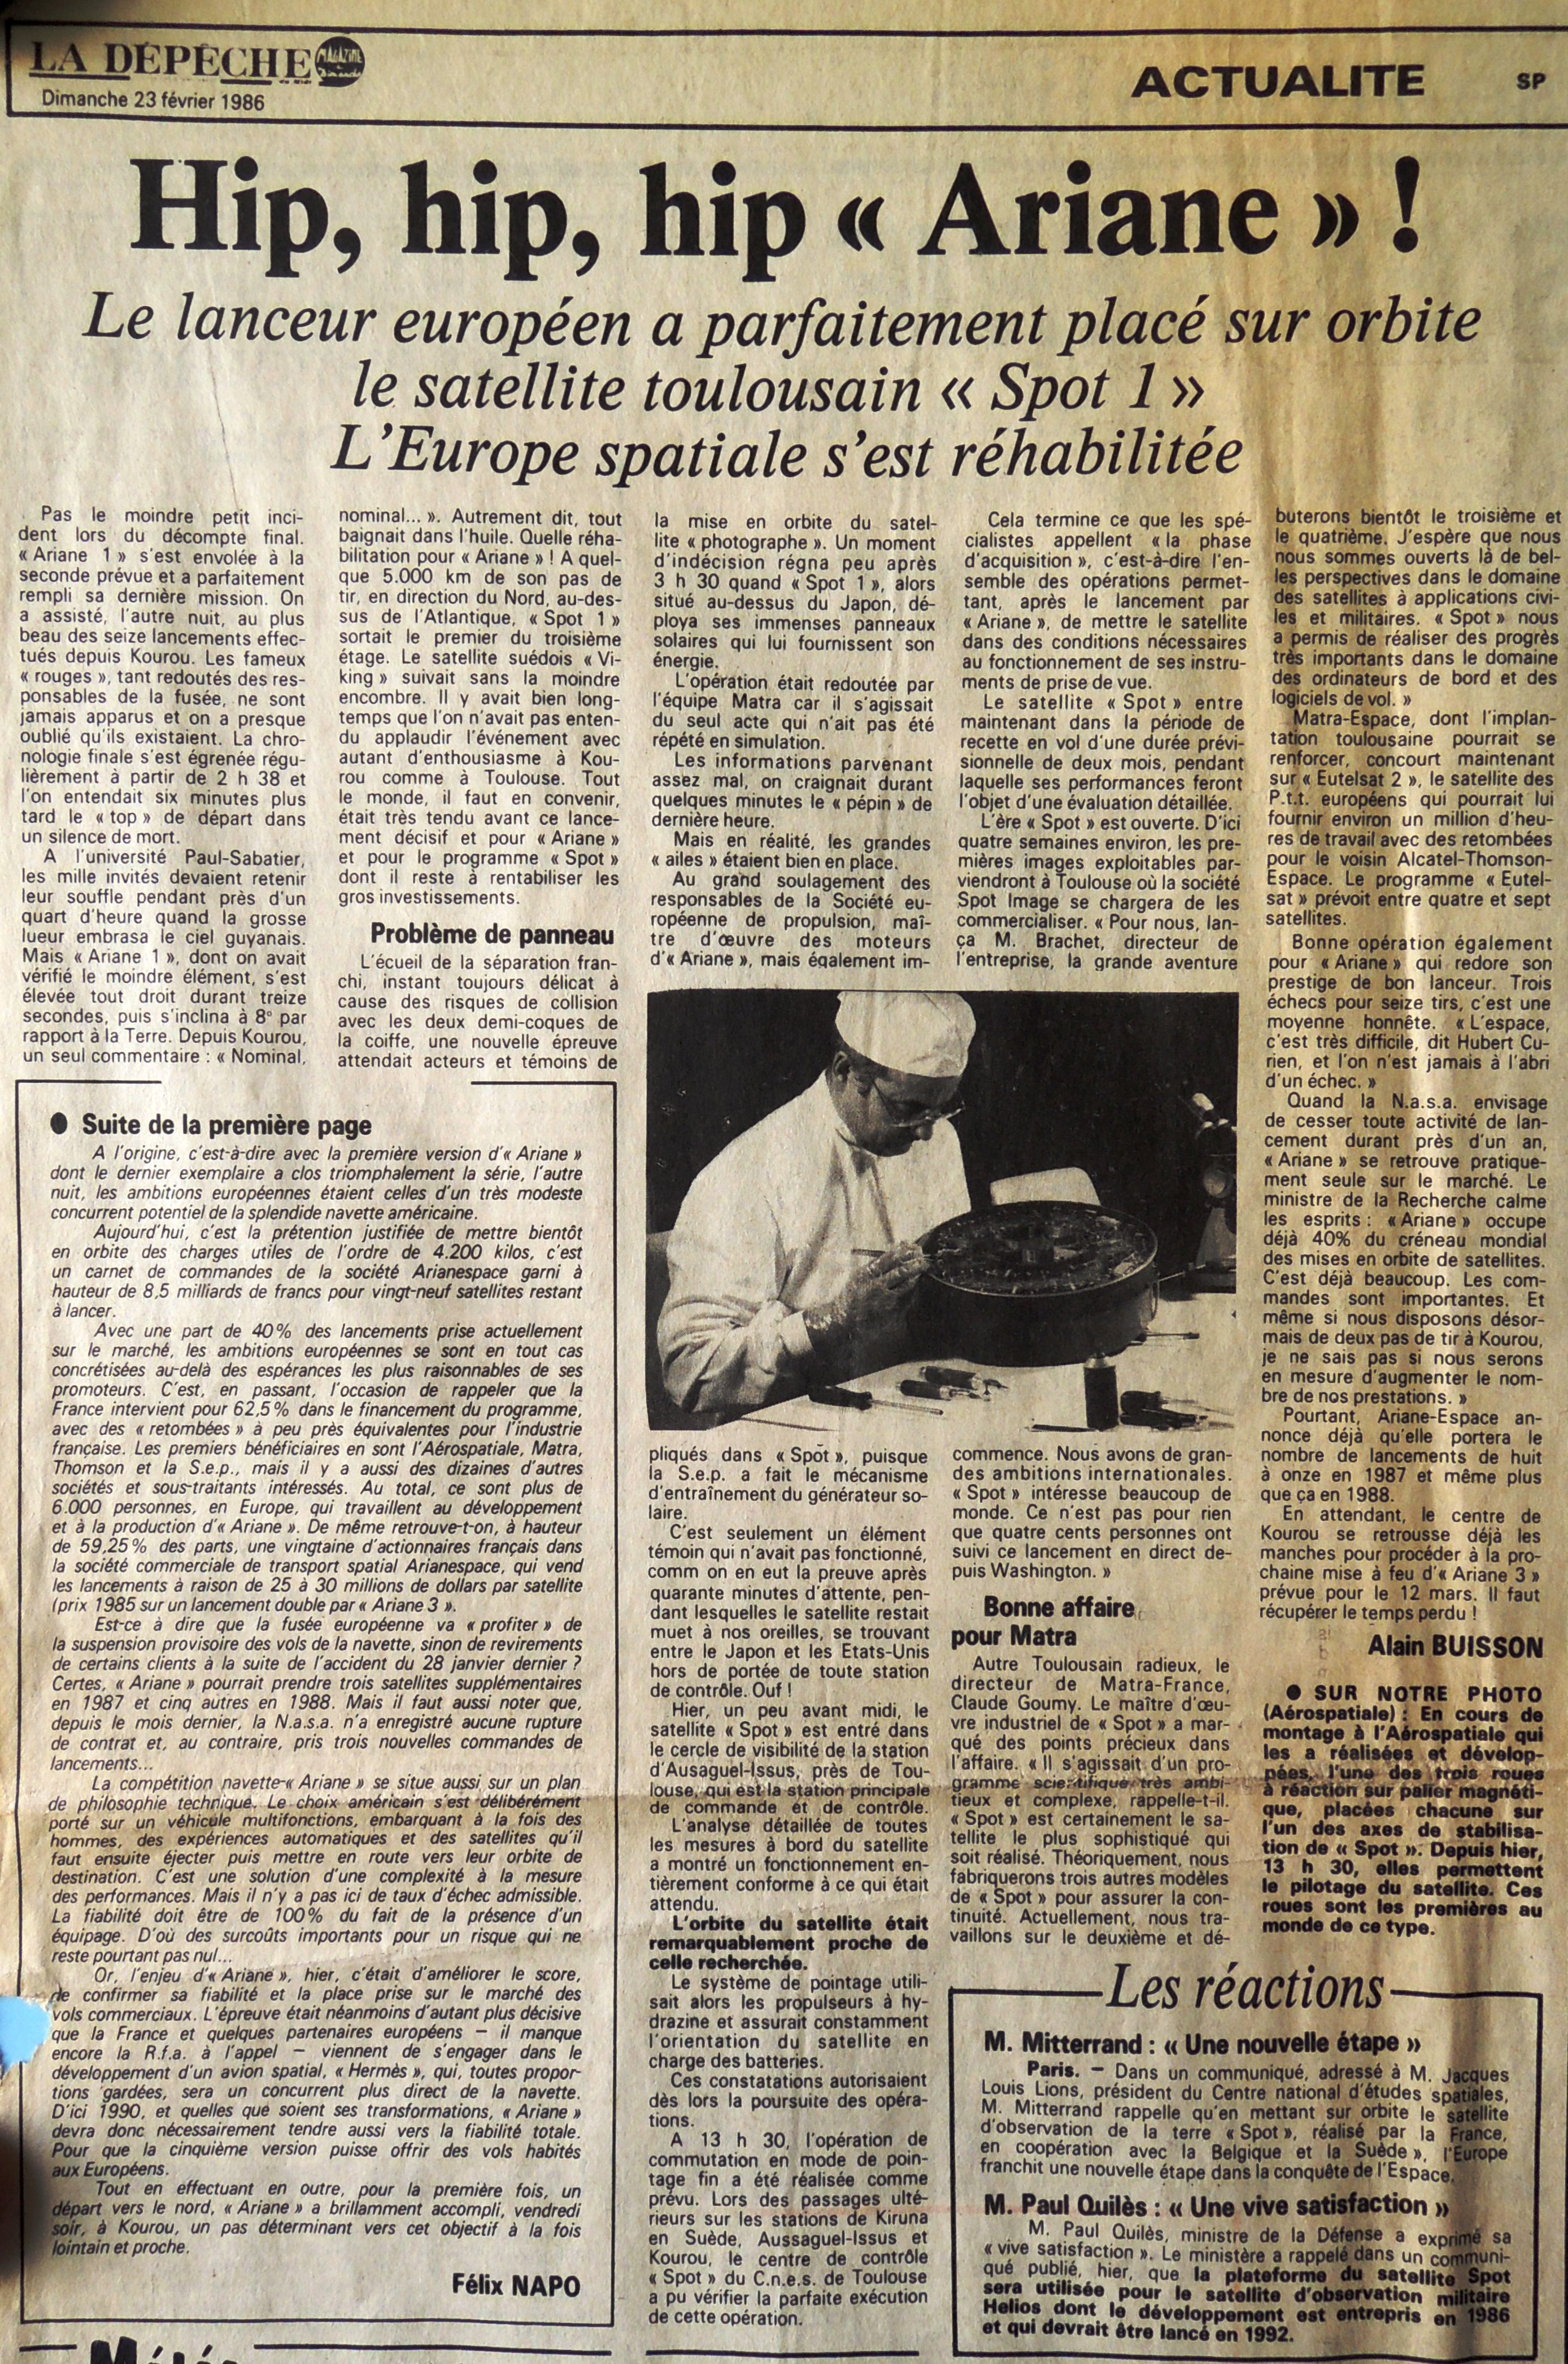 LA DÉPÊCHE MAGAZINE
Dimanche 23 février 1986
ACTUALITE
SP
Hip, hip, hip « Ariane » !
Le lanceur européen a parfaitement placé sur orbite
le satellite toulousain « Spot 1 »
L'Europe spatiale s'est réhabilitée
Pas le moindre petit inci-
dent lors du décompte final.
« Ariane 1 » s'est envolée à la
seconde prévue et a parfaitement
rempli sa dernière mission. On
a assisté, l'autre nuit, au plus
beau des seize lancements effec-
tués depuis Kourou. Les fameux
« rouges », tant redoutés des res-
ponsables de la fusée, ne sont
jamais apparus et on a presque
oublié qu'ils existaient. La chro-
nologie finale s'est égrenée régu-
lièrement à partir de 2 h 38 et
l'on entendait six minutes plus
tard le « top » de départ dans
un silence de mort.
A l'université Paul-Sabatier,
les mille invités devaient retenir
leur souffle pendant près d'un
quart d'heure quand la grosse
lueur embrasa le ciel guyanais.
Mais « Ariane 1 », dont on avait
vérifié le moindre élément, s'est
élevée tout droit durant treize
secondes, puis s'inclina à 8° par
rapport à la Terre. Depuis Kourou,
un seul commentaire : « Nominal,
nominal... ». Autrement dit, tout
baignait dans l'huile. Quelle réha-
bilitation pour « Ariane » ! A quel-
que 5.000 km de son pas de
tir, en direction du Nord, au-des-
sus de l'Atlantique, « Spot 1 »
sortait le premier du troisième
étage. Le satellite suédois « Vi-
king » suivait sans la moindre
encombre. Il y avait bien long-
temps que l'on n'avait pas enten-
du applaudir l'événement avec
autant d'enthousiasme à Kou-
rou comme à Toulouse. Tout
le monde, il faut en convenir,
était très tendu avant ce lance-
ment décisif et pour « Ariane »
et pour le programme « Spot »
dont il reste à rentabiliser les
gros investissements.
Problème de panneau
L'écueil de la séparation fran-
chi, instant toujours délicat à
cause des risques de collision
avec les deux demi-coques de
la coiffe, une nouvelle épreuve
attendait acteurs et témoins de
la mise en orbite du satel-
lite « photographe ». Un moment
d'indécision régna peu après
3 h 30 quand « Spot 1 », alors
situé au-dessus du Japon, dé-
ploya ses immenses panneaux
solaires qui lui fournissent son
énergie.
L'opération était redoutée par
l'équipe Matra car il s'agissait
du seul acte qui n'ait pas été
répété en simulation.
Les informations parvenant
assez mal, on craignait durant
quelques minutes le « pépin » de
dernière heure.
Mais en réalité, les grandes
« ailes » étaient bien en place.
Au grand soulagement des
responsables de la Société eu-
ropéenne de propulsion, maî-
tre d'œuvre des moteurs
d'« Ariane », mais également im-
pliqués dans « Spot », puisque
la S.e.p. a fait le mécanisme
d'entraînement du générateur so-
laire.
C'est seulement un élément
témoin qui n'avait pas fonctionné,
comm on en eut la preuve après
quarante minutes d'attente, pen-
dant lesquelles le satellite restait
muet à nos oreilles, se trouvant
entre le Japon et les Etats-Unis
hors de portée de toute station
de contrôle. Ouf !
Hier, un peu avant midi, le
satellite « Spot » est entré dans
le cercle de visibilité de la station
d'Ausaguel-Issus, près de Tou-
louse, qui est la station principale
de commande et de contrôle.
L'analyse détaillée de toutes
les mesures à bord du satellite
a montré un fonctionnement en-
tièrement conforme à ce qui était
attendu.
L'orbite du satellite était
remarquablement proche de
celle recherchée.
Le système de pointage utili-
sait alors les propulseurs à hy-
drazine et assurait constamment
l'orientation du satellite en
charge des batteries.
Ces constatations autorisaient
dès lors la poursuite des opéra-
tions.
A 13 h 30, l'opération de
commutation en mode de poin-
tage fin a été réalisée comme
prévu. Lors des passages ulté-
rieurs sur les stations de Kiruna
en Suède, Aussaguel-Issus et
Kourou, le centre de contrôle
« Spot » du C.n.e.s. de Toulouse
a pu vérifier la parfaite exécution
de cette opération.
Cela termine ce que les spé-
cialistes appellent « la phase
d'acquisition », c'est-à-dire l'en-
semble des opérations permet-
tant, après le lancement par
« Ariane », de mettre le satellite
dans des conditions nécessaires
au fonctionnement de ses instru-
ments de prise de vue.
Le satellite « Spot » entre
maintenant dans la période de
recette en vol d'une durée prévi-
sionnelle de deux mois, pendant
laquelle ses performances feront
l'objet d'une évaluation détaillée.
L'ère « Spot » est ouverte. D'ici
quatre semaines environ, les pre-
mières images exploitables par-
viendront à Toulouse où la société
Spot Image se chargera de les
commercialiser. « Pour nous, lan-
ça M. Brachet, directeur de
l'entreprise, la grande aventure
commence. Nous avons de gran-
des ambitions internationales.
« Spot » intéresse beaucoup de
monde. Ce n'est pas pour rien
que quatre cents personnes ont
suivi ce lancement en direct de-
puis Washington. »
Bonne affaire
pour Matra
Autre Toulousain radieux, le
directeur de Matra-France,
Claude Goumy. Le maître d'œu-
vre industriel de « Spot » a mar-
qué des points précieux dans
l'affaire. « Il s'agissait d'un pro-
gramme scientifique très ambi-
tieux et complexe, rappelle-t-il.
« Spot » est certainement le sa-
tellite le plus sophistiqué qui
soit réalisé. Théoriquement, nous
fabriquerons trois autres modèles
de « Spot » pour assurer la con-
tinuité. Actuellement, nous tra-
vaillons sur le deuxième et dé-
buterons bientôt le troisième et
le quatrième. J'espère que nous
nous sommes ouverts là de bel-
les perspectives dans le domaine
des satellites à applications civi-
les et militaires. « Spot » nous
a permis de réaliser des progrès
très importants dans le domaine
des ordinateurs de bord et des
logiciels de vol. »
Matra-Espace, dont l'implan-
tation toulousaine pourrait se
renforcer, concourt maintenant
sur « Eutelsat 2 », le satellite des
P.t.t. européens qui pourrait lui
fournir environ un million d'heu-
res de travail avec des retombées
pour le voisin Alcatel-Thomson-
Espace. Le programme « Eutel-
sat » prévoit entre quatre et sept
satellites.
Bonne opération également
pour « Ariane » qui redore son
prestige de bon lanceur. Trois
échecs pour seize tirs, c'est une
moyenne honnête. « L'espace,
c'est très difficile, dit Hubert Cu-
rien, et l'on n'est jamais à l'abri
d'un échec. »
Quand la N.a.s.a. envisage
de cesser toute activité de lan-
cement durant près d'un an,
« Ariane » se retrouve pratique-
ment seule sur le marché. Le
ministre de la Recherche calme
les esprits : « Ariane » occupe
déjà 40% du créneau mondial
des mises en orbite de satellites.
C'est déjà beaucoup. Les com-
mandes sont importantes. Et
même si nous disposons désor-
mais de deux pas de tir à Kourou,
je ne sais pas si nous serons
en mesure d'augmenter le nom-
bre de nos prestations. »
Pourtant, Ariane-Espace an-
nonce déjà qu'elle portera le
nombre de lancements de huit
à onze en 1987 et même plus
que ça en 1988.
En attendant, le centre de
Kourou se retrousse déjà les
manches pour procéder à la pro-
chaine mise à feu d'« Ariane 3 »
prévue pour le 12 mars. Il faut
récupérer le temps perdu !
Alain BUISSON
● SUR NOTRE PHOTO
(Aérospatiale) : En cours de
montage à l'Aérospatiale qui
les a réalisées et dévelop-
pées, l'une des trois roues
à réaction sur palier magnéti-
que, placées chacune sur
l'un des axes de stabilisa-
tion de « Spot ». Depuis hier,
13 h 30, elles permettent
le pilotage du satellite. Ces
roues sont les premières au
monde de ce type.
● Suite de la première page
A l'origine, c'est-à-dire avec la première version d'« Ariane »
dont le dernier exemplaire a clos triomphalement la série, l'autre
nuit, les ambitions européennes étaient celles d'un très modeste
concurrent potentiel de la splendide navette américaine.
Aujourd'hui, c'est la prétention justifiée de mettre bientôt
en orbite des charges utiles de l'ordre de 4.200 kilos, c'est
un carnet de commandes de la société Arianespace garni à
hauteur de 8,5 milliards de francs pour vingt-neuf satellites restant
à lancer.
Avec une part de 40% des lancements prise actuellement
sur le marché, les ambitions européennes se sont en tout cas
concrétisées au-delà des espérances les plus raisonnables de ses
promoteurs. C'est, en passant, l'occasion de rappeler que la
France intervient pour 62,5% dans le financement du programme,
avec des « retombées » à peu près équivalentes pour l'industrie
française. Les premiers bénéficiaires en sont l'Aérospatiale, Matra,
Thomson et la S.e.p., mais il y a aussi des dizaines d'autres
sociétés et sous-traitants intéressés. Au total, ce sont plus de
6.000 personnes, en Europe, qui travaillent au développement
et à la production d'« Ariane ». De même retrouve-t-on, à hauteur
de 59,25% des parts, une vingtaine d'actionnaires français dans
la société commerciale de transport spatial Arianespace, qui vend
les lancements à raison de 25 à 30 millions de dollars par satellite
(prix 1985 sur un lancement double par « Ariane 3 ».
Est-ce à dire que la fusée européenne va « profiter » de
la suspension provisoire des vols de la navette, sinon de revirements
de certains clients à la suite de l'accident du 28 janvier dernier ?
Certes, « Ariane » pourrait prendre trois satellites supplémentaires
en 1987 et cinq autres en 1988. Mais il faut aussi noter que,
depuis le mois dernier, la N.a.s.a. n'a enregistré aucune rupture
de contrat et, au contraire, pris trois nouvelles commandes de
lancements...
La compétition navette-« Ariane » se situe aussi sur un plan
de philosophie technique. Le choix américain s'est délibérément
porté sur un véhicule multifonctions, embarquant à la fois des
hommes, des expériences automatiques et des satellites qu'il
faut ensuite éjecter puis mettre en route vers leur orbite de
destination. C'est une solution d'une complexité à la mesure
des performances. Mais il n'y a pas ici de taux d'échec admissible.
La fiabilité doit être de 100% du fait de la présence d'un
équipage. D'où des surcoûts importants pour un risque qui ne
reste pourtant pas nul...
Or, l'enjeu d'« Ariane », hier, c'était d'améliorer le score,
de confirmer sa fiabilité et la place prise sur le marché des
vols commerciaux. L'épreuve était néanmoins d'autant plus décisive
que la France et quelques partenaires européens — il manque
encore la R.f.a. à l'appel — viennent de s'engager dans le
développement d'un avion spatial, « Hermès », qui, toutes propor-
tions gardées, sera un concurrent plus direct de la navette.
D'ici 1990, et quelles que soient ses transformations, « Ariane »
devra donc nécessairement tendre aussi vers la fiabilité totale.
Pour que la cinquième version puisse offrir des vols habités
aux Européens.
Tout en effectuant en outre, pour la première fois, un
départ vers le nord, « Ariane » a brillamment accompli, vendredi
soir, à Kourou, un pas déterminant vers cet objectif à la fois
lointain et proche.
Félix NAPO
Les réactions
M. Mitterrand : « Une nouvelle étape »
Paris. — Dans un communiqué, adressé à M. Jacques
Louis Lions, président du Centre national d'études spatiales,
M. Mitterrand rappelle qu'en mettant sur orbite le satellite
d'observation de la terre « Spot », réalisé par la France,
en coopération avec la Belgique et la Suède », l'Europe
franchit une nouvelle étape dans la conquête de l'Espace.
M. Paul Quilès : « Une vive satisfaction »
M. Paul Quilès, ministre de la Défense a exprimé sa
« vive satisfaction ». Le ministère a rappelé dans un communi-
qué publié, hier, que la plateforme du satellite Spot
sera utilisée pour le satellite d'observation militaire
Helios dont le développement est entrepris en 1986
et qui devrait être lancé en 1992.